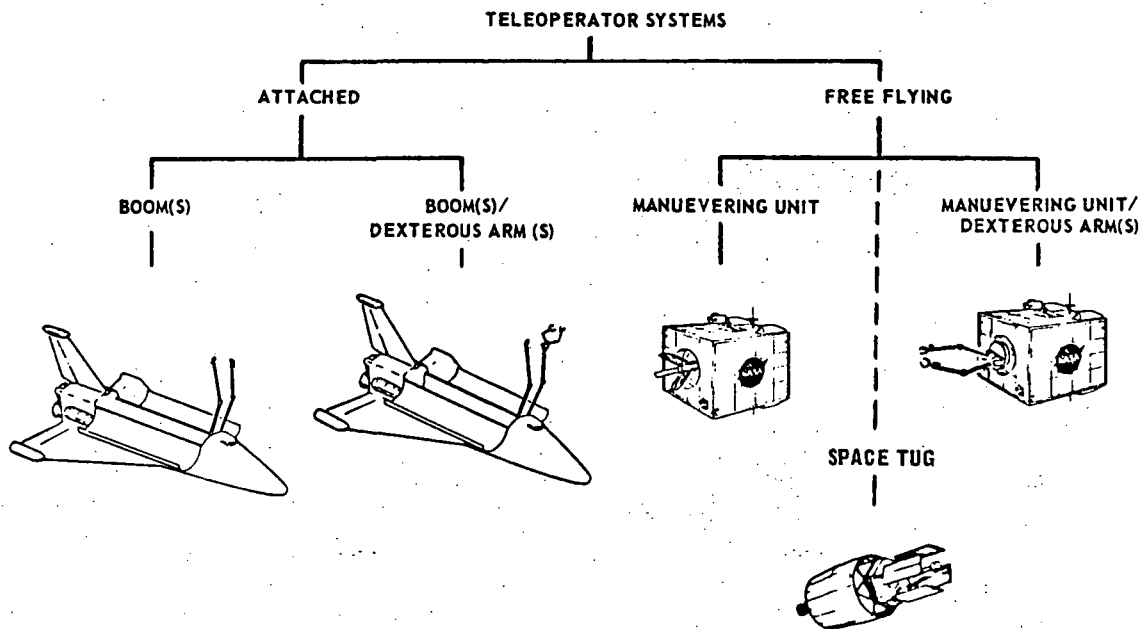 TELEOPERATOR SYSTEMS
ATTACHED
FREE FLYING
BOOM(S)
BOOM(S)/
DEXTEROUS ARM (S)
MANUEVERING UNIT
MANUEVERING UNIT/
DEXTEROUS ARM(S)
SPACE TUG